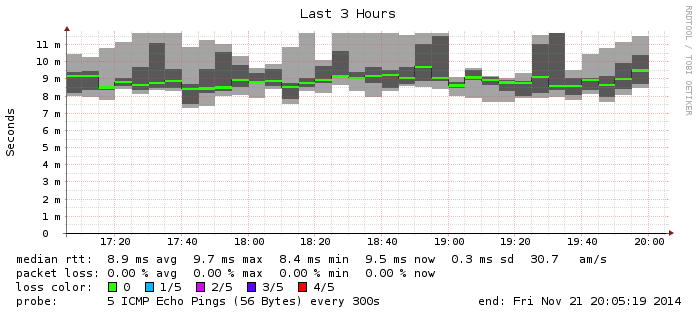 Last 3 Hours
RRDTOOL / TOBI OETIKER
Seconds
11 m
10 m
9 m
8 m
7 m
6 m
5 m
4 m
3 m
2 m
1 m
0
17:20 17:40 18:00 18:20 18:40 19:00 19:20 19:40 20:00
median rtt: 8.9 ms avg 9.7 ms max 8.4 ms min 9.5 ms now 0.3 ms sd 30.7 am/s
packet loss: 0.00 % avg 0.00 % max 0.00 % min 0.00 % now
loss color: 0 1/5 2/5 3/5 4/5
probe: 5 ICMP Echo Pings (56 Bytes) every 300s end: Fri Nov 21 20:05:19 2014